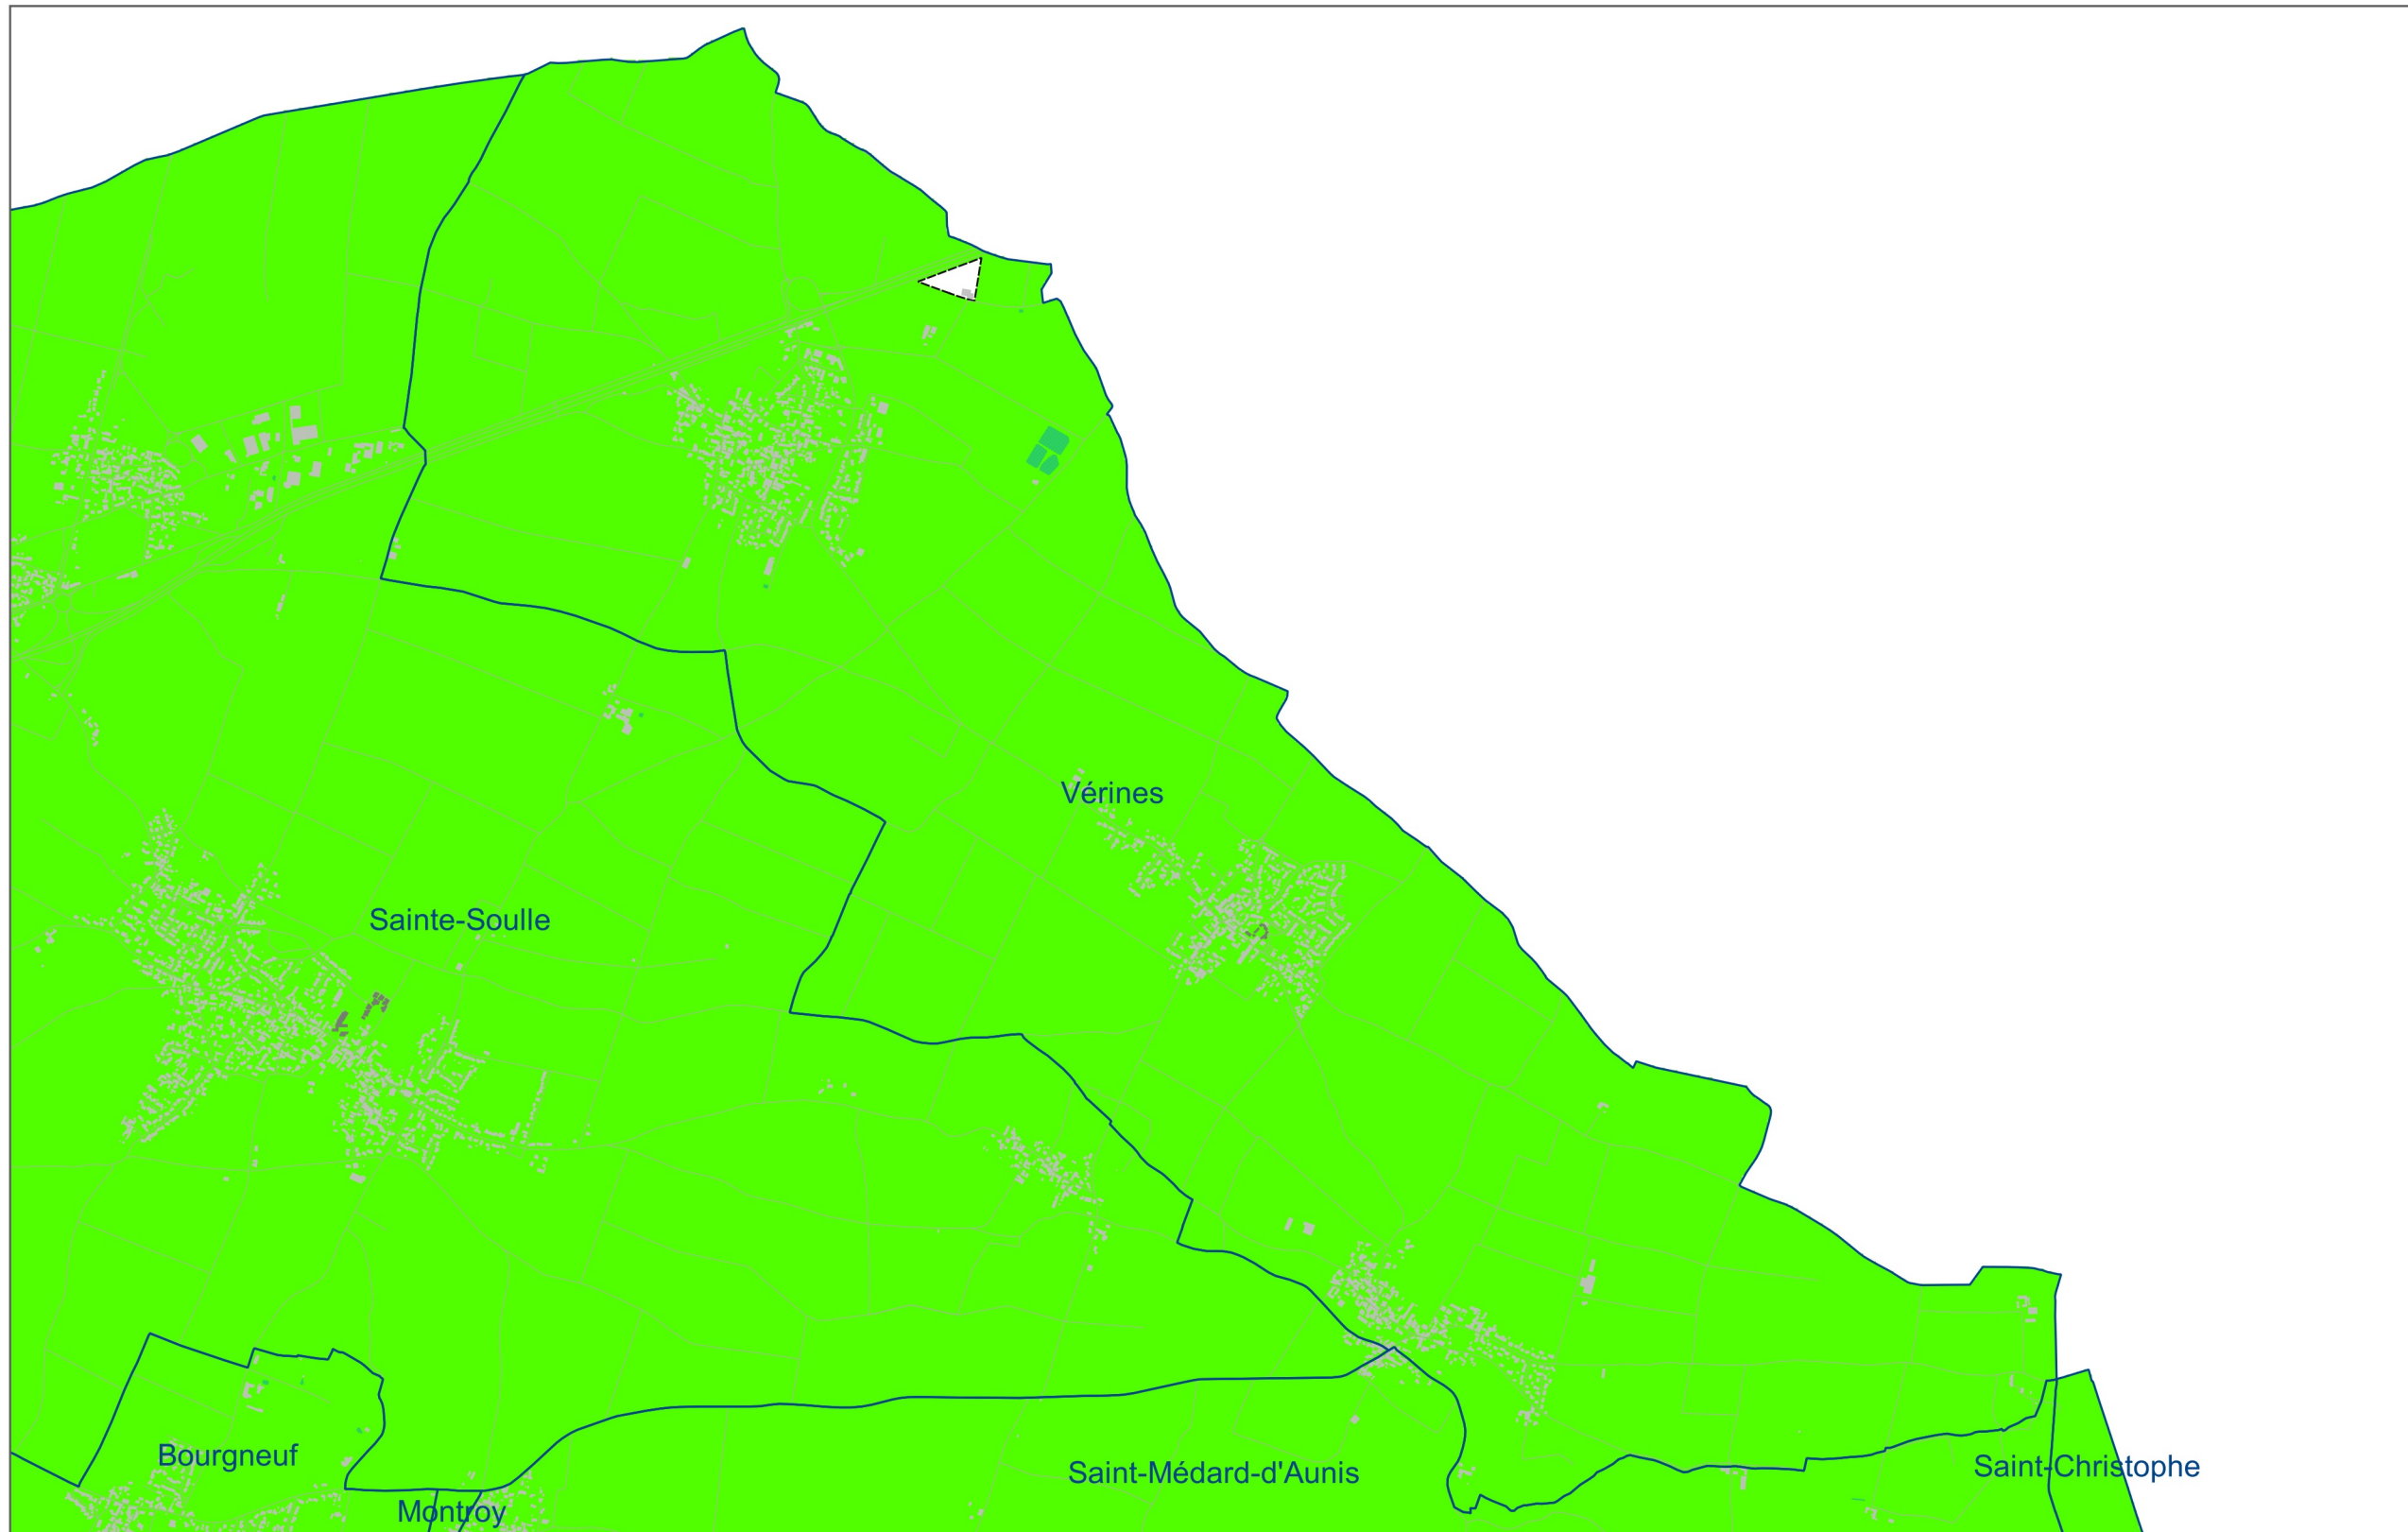 Vérines
Sainte-Soulle
Bourgneuf
Saint-Médard-d'Aunis
Saint-Christophe
Montroy